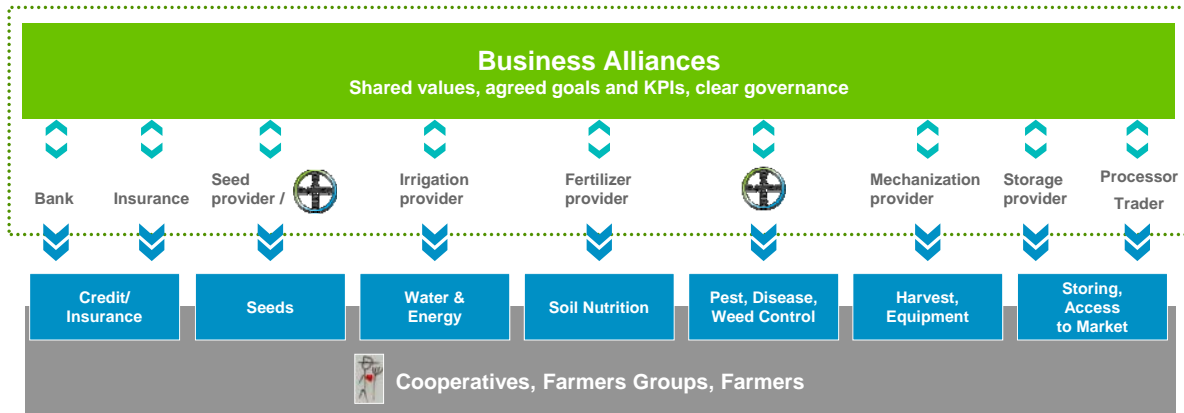 Business Alliances
Shared values, agreed goals and KPIs, clear governance
Bank
Insurance
Seed
provider /
Irrigation
provider
Fertilizer
provider
Mechanization
provider
Storage
provider
Processor
Trader
Credit/
Insurance
Seeds
Water &
Energy
Soil Nutrition
Pest, Disease,
Weed Control
Harvest,
Equipment
Storing,
Access
to Market
Cooperatives, Farmers Groups, Farmers